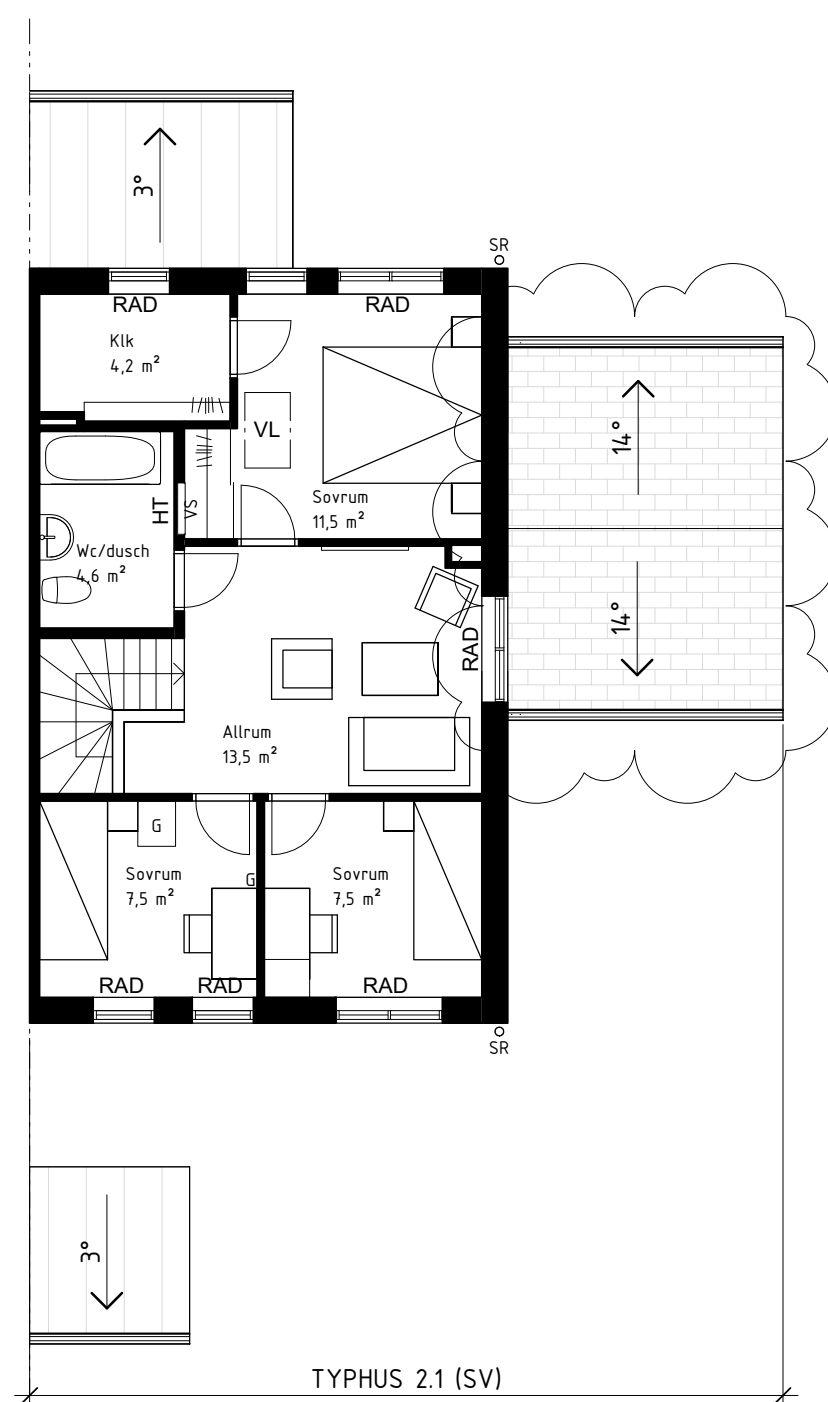 3°
SR
RAD
RAD
Klk
4,2 m²
VL
14°
Sovrum
11,5 m²
HT
VS
Wc/dusch
4,6 m²
14°
RAD
Allrum
13,5 m²
G
Sovrum
7,5 m²
G
Sovrum
7,5 m²
RAD
RAD
RAD
SR
3°
TYPHUS 2.1 (SV)